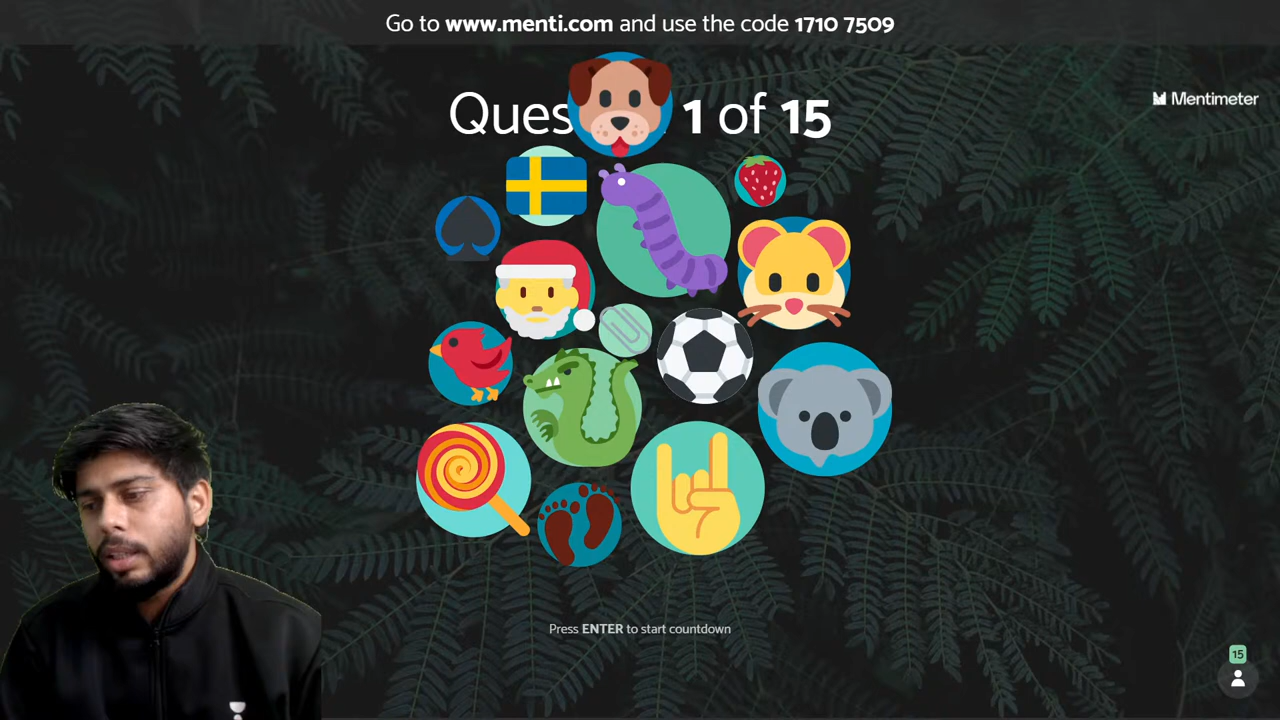 Go to www.menti.com and use the code 1710 7509
Ques 1 of 15
Mentimeter
Press ENTER to start countdown
15